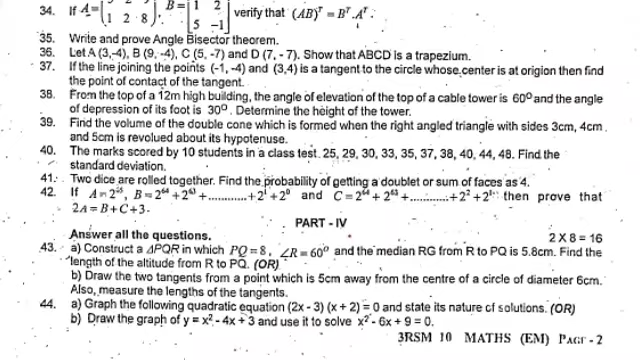 34. If A = ( 1 2 8 ), B = [ 1 2 5 -1 ] verify that (AB)ᵀ = Bᵀ.Aᵀ.
35. Write and prove Angle Bisector theorem.
36. Let A (3,-4), B (9, -4), C (5, -7) and D (7, - 7). Show that ABCD is a trapezium.
37. If the line joining the points (-1, -4) and (3,4) is a tangent to the circle whose center is at origion then find
the point of contact of the tangent.
38. From the top of a 12m high building, the angle of elevation of the top of a cable tower is 60⁰ and the angle
of depression of its foot is 30⁰. Determine the height of the tower.
39. Find the volume of the double cone which is formed when the right angled triangle with sides 3cm, 4cm
and 5cm is revolued about its hypotenuse.
40. The marks scored by 10 students in a class test 25, 29, 30, 33, 35, 37, 38, 40, 44, 48. Find the
standard deviation.
41. Two dice are rolled together. Find the probability of getting a doublet or sum of faces as 4.
42. If B = 2⁶⁴ + 2⁶³ + ............ + 2¹ + 2⁰ and C = 2⁶⁴ + 2⁶³ + ............ + 2² + 2¹ then prove that
2A = B + C + 3.
PART - IV
Answer all the questions. 2 X 8 = 16
43. a) Construct a ΔPQR in which PQ = 8, ∠R = 60⁰ and the median RG from R to PQ is 5.8cm. Find the
length of the altitude from R to PQ. (OR)
b) Draw the two tangents from a point which is 5cm away from the centre of a circle of diameter 6cm.
Also, measure the lengths of the tangents.
44. a) Graph the following quadratic equation (2x - 3) (x + 2) = 0 and state its nature of solutions. (OR)
b) Draw the graph of y = x² - 4x + 3 and use it to solve x² - 6x + 9 = 0.
3RSM 10 MATHS (EM) PAGE - 2